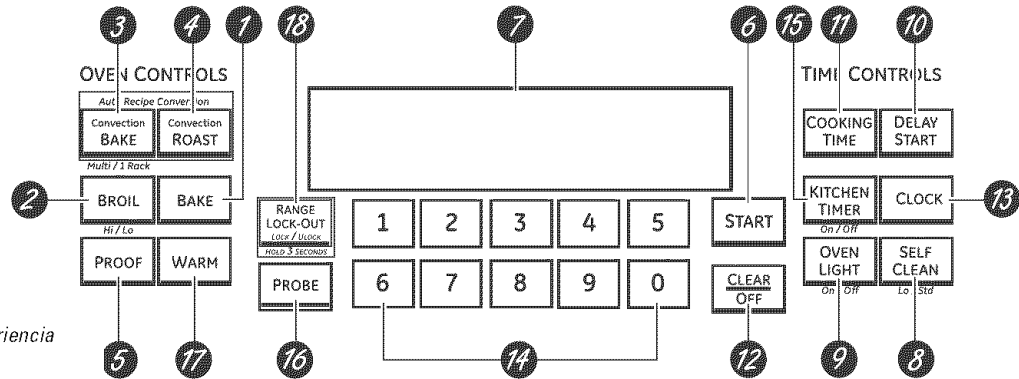 3 4 1 18 7 6 15 11 10
OVEN CONTROLS
TIME CONTROLS
Auto Recipe Conversion
Convection
BAKE
Convection
ROAST
Multi / 1 Rack
COOKING
TIME
DELAY
START
2
BROIL
BAKE
Hi / Lo
RANGE
LOCK-OUT
LOCK / ULOCK
HOLD 3 SECONDS
1 2 3 4 5
START
KITCHEN
TIMER
On / Off
CLOCK
13
PROOF
WARM
PROBE
6 7 8 9 0
CLEAR
OFF
OVEN
LIGHT
On Off
SELF
CLEAN
Lo Std
riencia
5 17 16 14 12 9 8